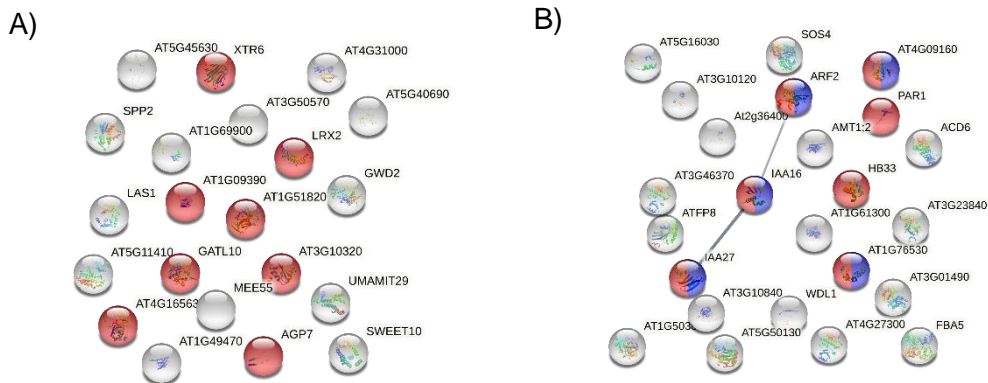 A)
AT5G45630
XTR6
AT4G31000
AT3G50570
AT5G40690
SPP2
AT1G69900
LRX2
AT1G09390
GWD2
LAS1
AT1G51820
AT5G11410
GATL10
AT3G10320
MEE55
UMAMIT29
AT4G16563
AGP7
SWEET10
AT1G49470
B)
SOS4
AT5G16030
AT4G09160
ARF2
AT3G10120
PAR1
At2g36400
AMT1;2
ACD6
AT3G46370
IAA16
HB33
ATFP8
AT1G61300
AT3G23840
IAA27
AT1G76530
AT3G10840
WDL1
AT3G01490
AT5G50130
AT4G27300
FBA5